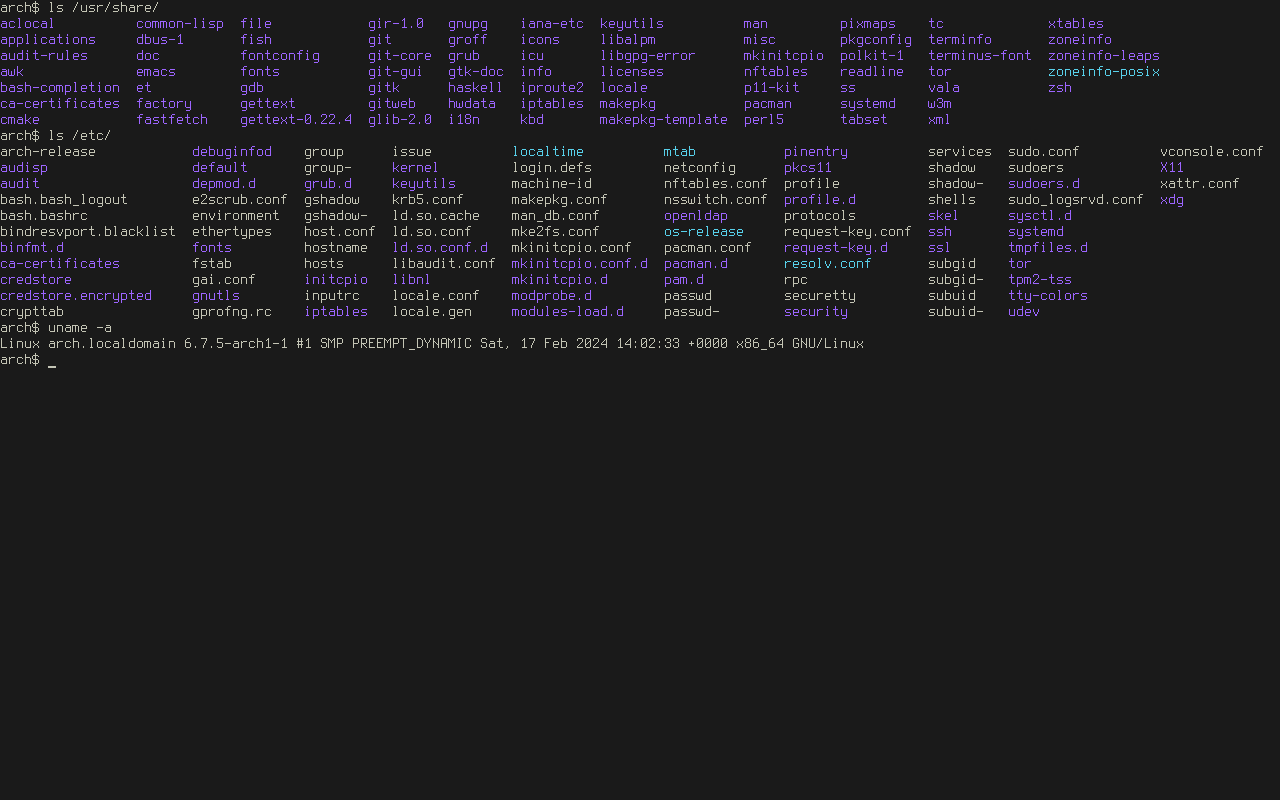 arch$ ls /usr/share/
aclocal common-lisp file gir-1.0 gnupg iana-etc keyutils man pixmaps tc xtables
applications dbus-1 fish git groff icons libalpm misc pkgconfig terminfo zoneinfo
audit-rules doc fontconfig git-core grub icu libgpg-error mkinitcpio polkit-1 terminus-font zoneinfo-leaps
awk emacs fonts git-gui gtk-doc info licenses nftables readline tor zoneinfo-posix
bash-completion et gdb gitk haskell iproute2 locale p11-kit ss vala zsh
ca-certificates factory gettext gitweb hwdata iptables makepkg pacman systemd w3m
cmake fastfetch gettext-0.22.4 glib-2.0 i18n kbd makepkg-template perl5 tabset xml
arch$ ls /etc/
arch-release debuginfod group issue localtime mtab pinentry services sudo.conf vconsole.conf
audisp default group- kernel login.defs netconfig pkcs11 shadow sudoers X11
audit depmod.d grub.d keyutils machine-id nftables.conf profile shadow- sudoers.d xattr.conf
bash.bash_logout e2scrub.conf gshadow krb5.conf makepkg.conf nsswitch.conf profile.d shells sudo_logsrvd.conf xdg
bash.bashrc environment gshadow- ld.so.cache man_db.conf openldap protocols skel sysctl.d
bindresvport.blacklist ethertypes host.conf ld.so.conf mke2fs.conf os-release request-key.conf ssh systemd
binfmt.d fonts hostname ld.so.conf.d mkinitcpio.conf pacman.conf request-key.d ssl tmpfiles.d
ca-certificates fstab hosts libaudit.conf mkinitcpio.conf.d pacman.d resolv.conf subgid tor
credstore gai.conf initcpio libnl mkinitcpio.d pam.d rpc subgid- tpm2-tss
credstore.encrypted gnutls inputrc locale.conf modprobe.d passwd securetty subuid tty-colors
crypttab gprofng.rc iptables locale.gen modules-load.d passwd- security subuid- udev
arch$ uname -a
Linux arch.localdomain 6.7.5-arch1-1 #1 SMP PREEMPT_DYNAMIC Sat, 17 Feb 2024 14:02:33 +0000 x86_64 GNU/Linux
arch$ _